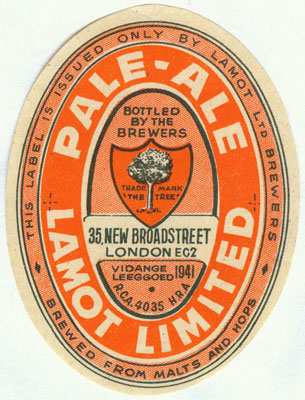 THIS LABEL IS ISSUED ONLY BY LAMOT LTD BREWERS
PALE-ALE
BOTTLED
BY THE
BREWERS
TRADE MARK
"THE TREE"
35, NEW BROADSTREET
LONDON EC2
VIDANGE 1941
LEEGGOED
R.C.A. 4035 H.R.A.
LAMOT LIMITED
BREWED FROM MALTS AND HOPS